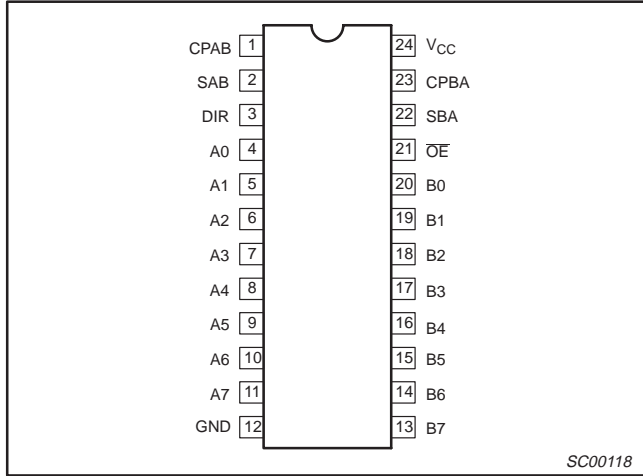 CPAB 1 24 VCC
SAB 2 23 CPBA
DIR 3 22 SBA
A0 4 21 OE
A1 5 20 B0
A2 6 19 B1
A3 7 18 B2
A4 8 17 B3
A5 9 16 B4
A6 10 15 B5
A7 11 14 B6
GND 12 13 B7
SC00118